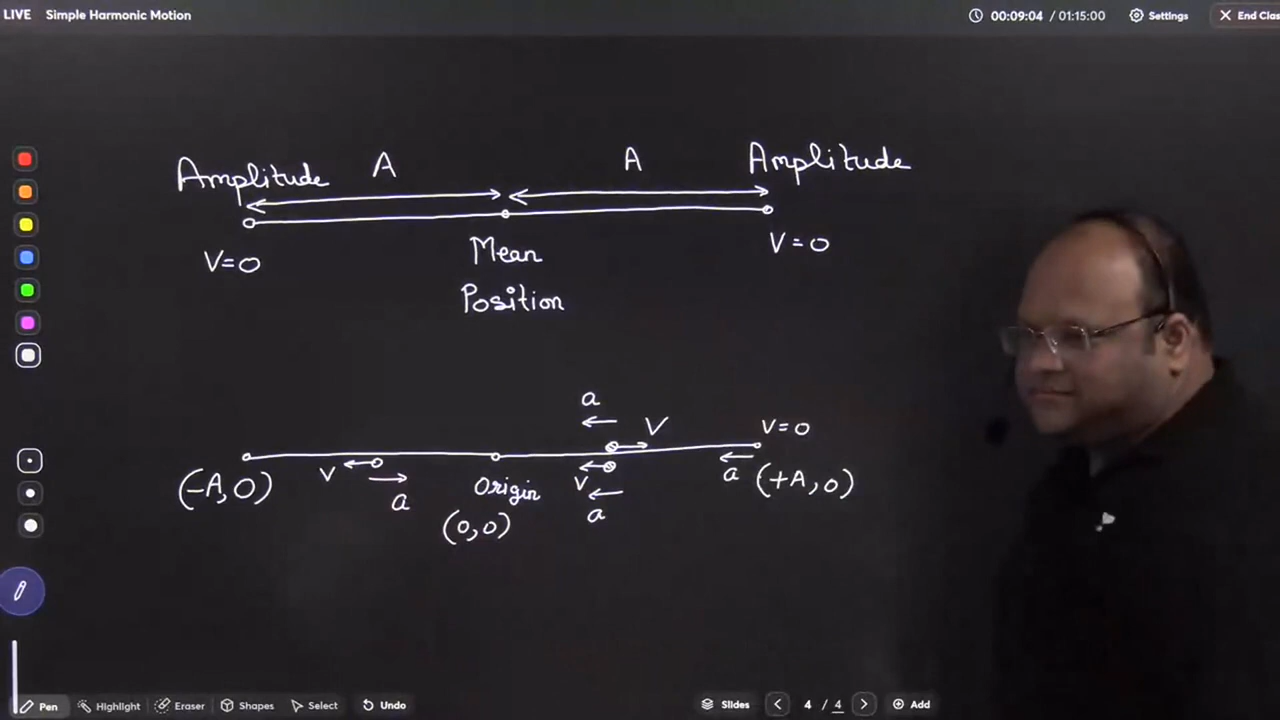 LIVE Simple Harmonic Motion 00:09:04 / 01:15:00 Settings End Clas
Amplitude A A Amplitude
V=0 Mean V=0
Position
a
V V=0
V a
(-A,0) a Origin V a (+A,0)
(0,0)
Pen Highlight Eraser Shapes Select Undo Slides 4 / 4 Add